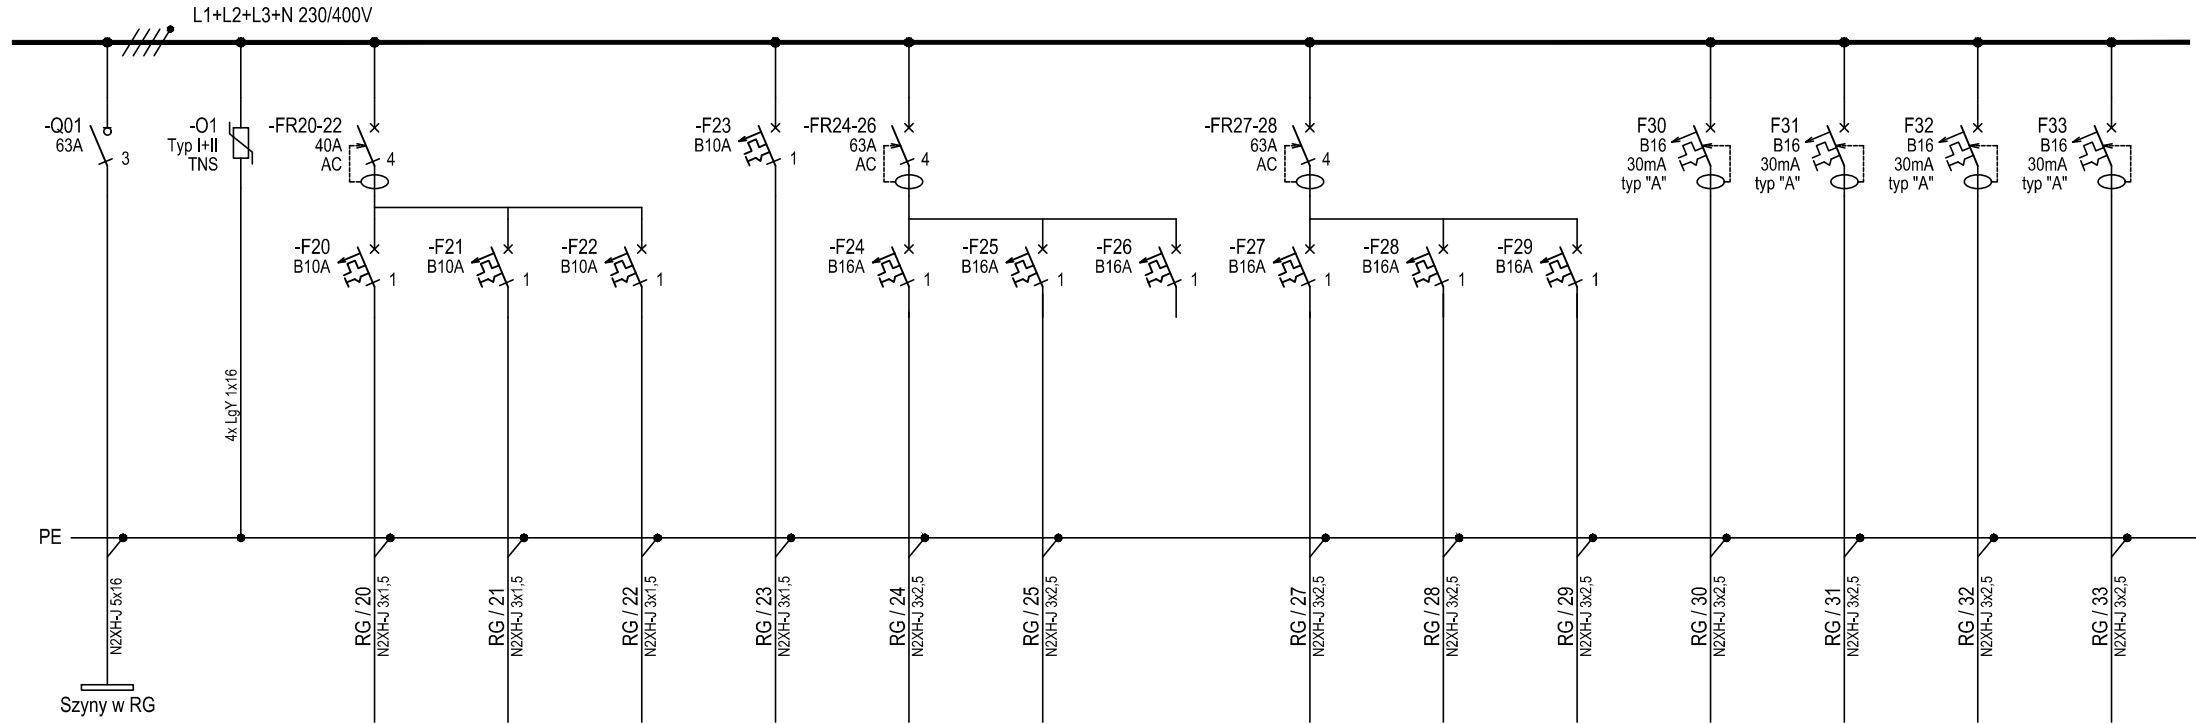 L1+L2+L3+N 230/400V
-Q01
63A
3
-O1
Typ I+II
TNS
-FR20-22
40A
AC
4
-F23
B10A
1
-FR24-26
63A
AC
4
-FR27-28
63A
AC
4
F30
B16
30mA
typ "A"
F31
B16
30mA
typ "A"
F32
B16
30mA
typ "A"
F33
B16
30mA
typ "A"
-F20
B10A
1
-F21
B10A
1
-F22
B10A
1
-F24
B16A
1
-F25
B16A
1
-F26
B16A
1
-F27
B16A
1
-F28
B16A
1
-F29
B16A
1
4x LgY 1x16
PE
N2XH-J 5x16
RG / 20
N2XH-J 3x1,5
RG / 21
N2XH-J 3x1,5
RG / 22
N2XH-J 3x1,5
RG / 23
N2XH-J 3x1,5
RG / 24
N2XH-J 3x2,5
RG / 25
N2XH-J 3x2,5
RG / 27
N2XH-J 3x2,5
RG / 28
N2XH-J 3x2,5
RG / 29
N2XH-J 3x2,5
RG / 30
N2XH-J 3x2,5
RG / 31
N2XH-J 3x2,5
RG / 32
N2XH-J 3x2,5
RG / 33
N2XH-J 3x2,5
Szyny w RG